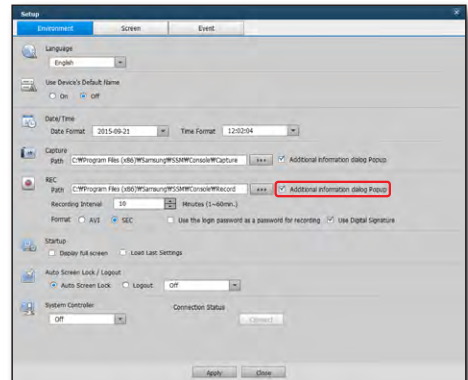 Setup
Environment Screen Event
Language
English
Use Device's Default Name
On Off
Date/Time
Date Format 2015-09-21 Time Format 12:02:04
Capture
Path C:₩Program Files (x86)₩Samsung₩SSM₩Console₩Capture Additional information dialog Popup
REC
Path C:₩Program Files (x86)₩Samsung₩SSM₩Console₩Record Additional information dialog Popup
Recording Interval 10 Minutes (1~60mn.)
Format AVI SEC Use the login password as a password for recording Use Digital Signature
Startup
Display full screen Load Last Settings
Auto Screen Lock / Logout
Auto Screen Lock Logout Off
System Controller Connection Status
Off Connect
Apply Close